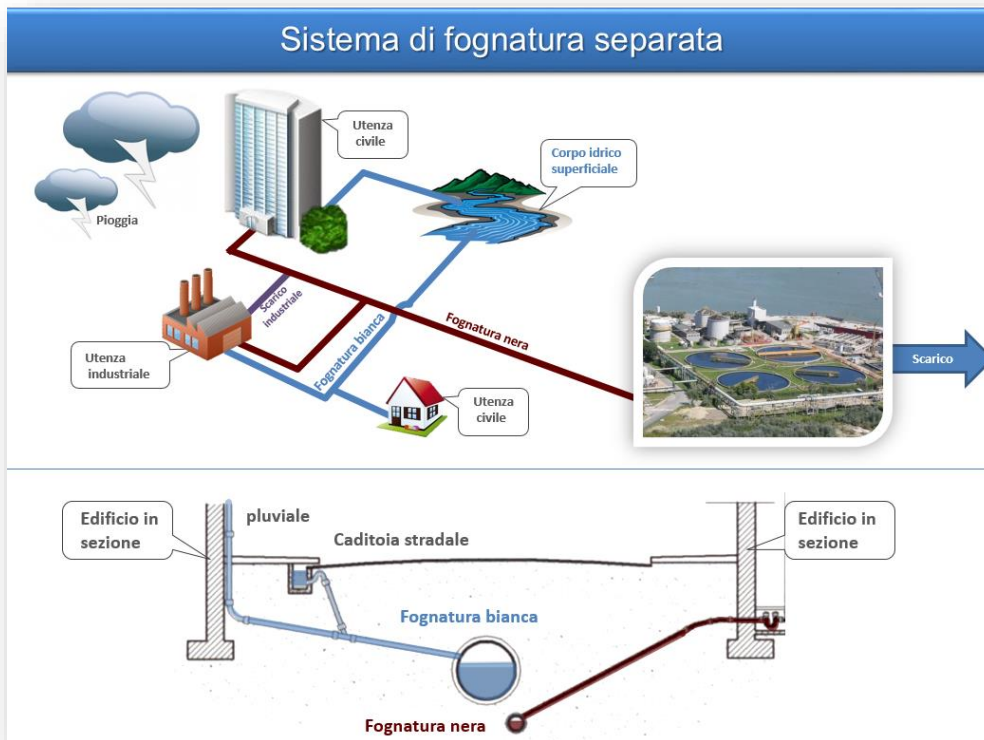 Sistema di fognatura separata
Utenza
civile
Corpo idrico
superficiale
Pioggia
Scarico
industriale
Fognatura bianca
Fognatura nera
Utenza
industriale
Utenza
civile
Scarico
Edificio in
sezione
pluviale
Caditoia stradale
Edificio in
sezione
Fognatura bianca
Fognatura nera